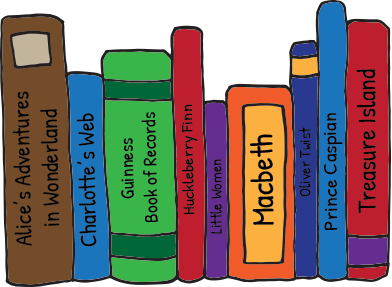 Alice's Adventures
in Wonderland
Charlotte's Web
Guinness
Book of Records
Huckleberry Finn
Little Women
Macbeth
Oliver Twist
Prince Caspian
Treasure Island